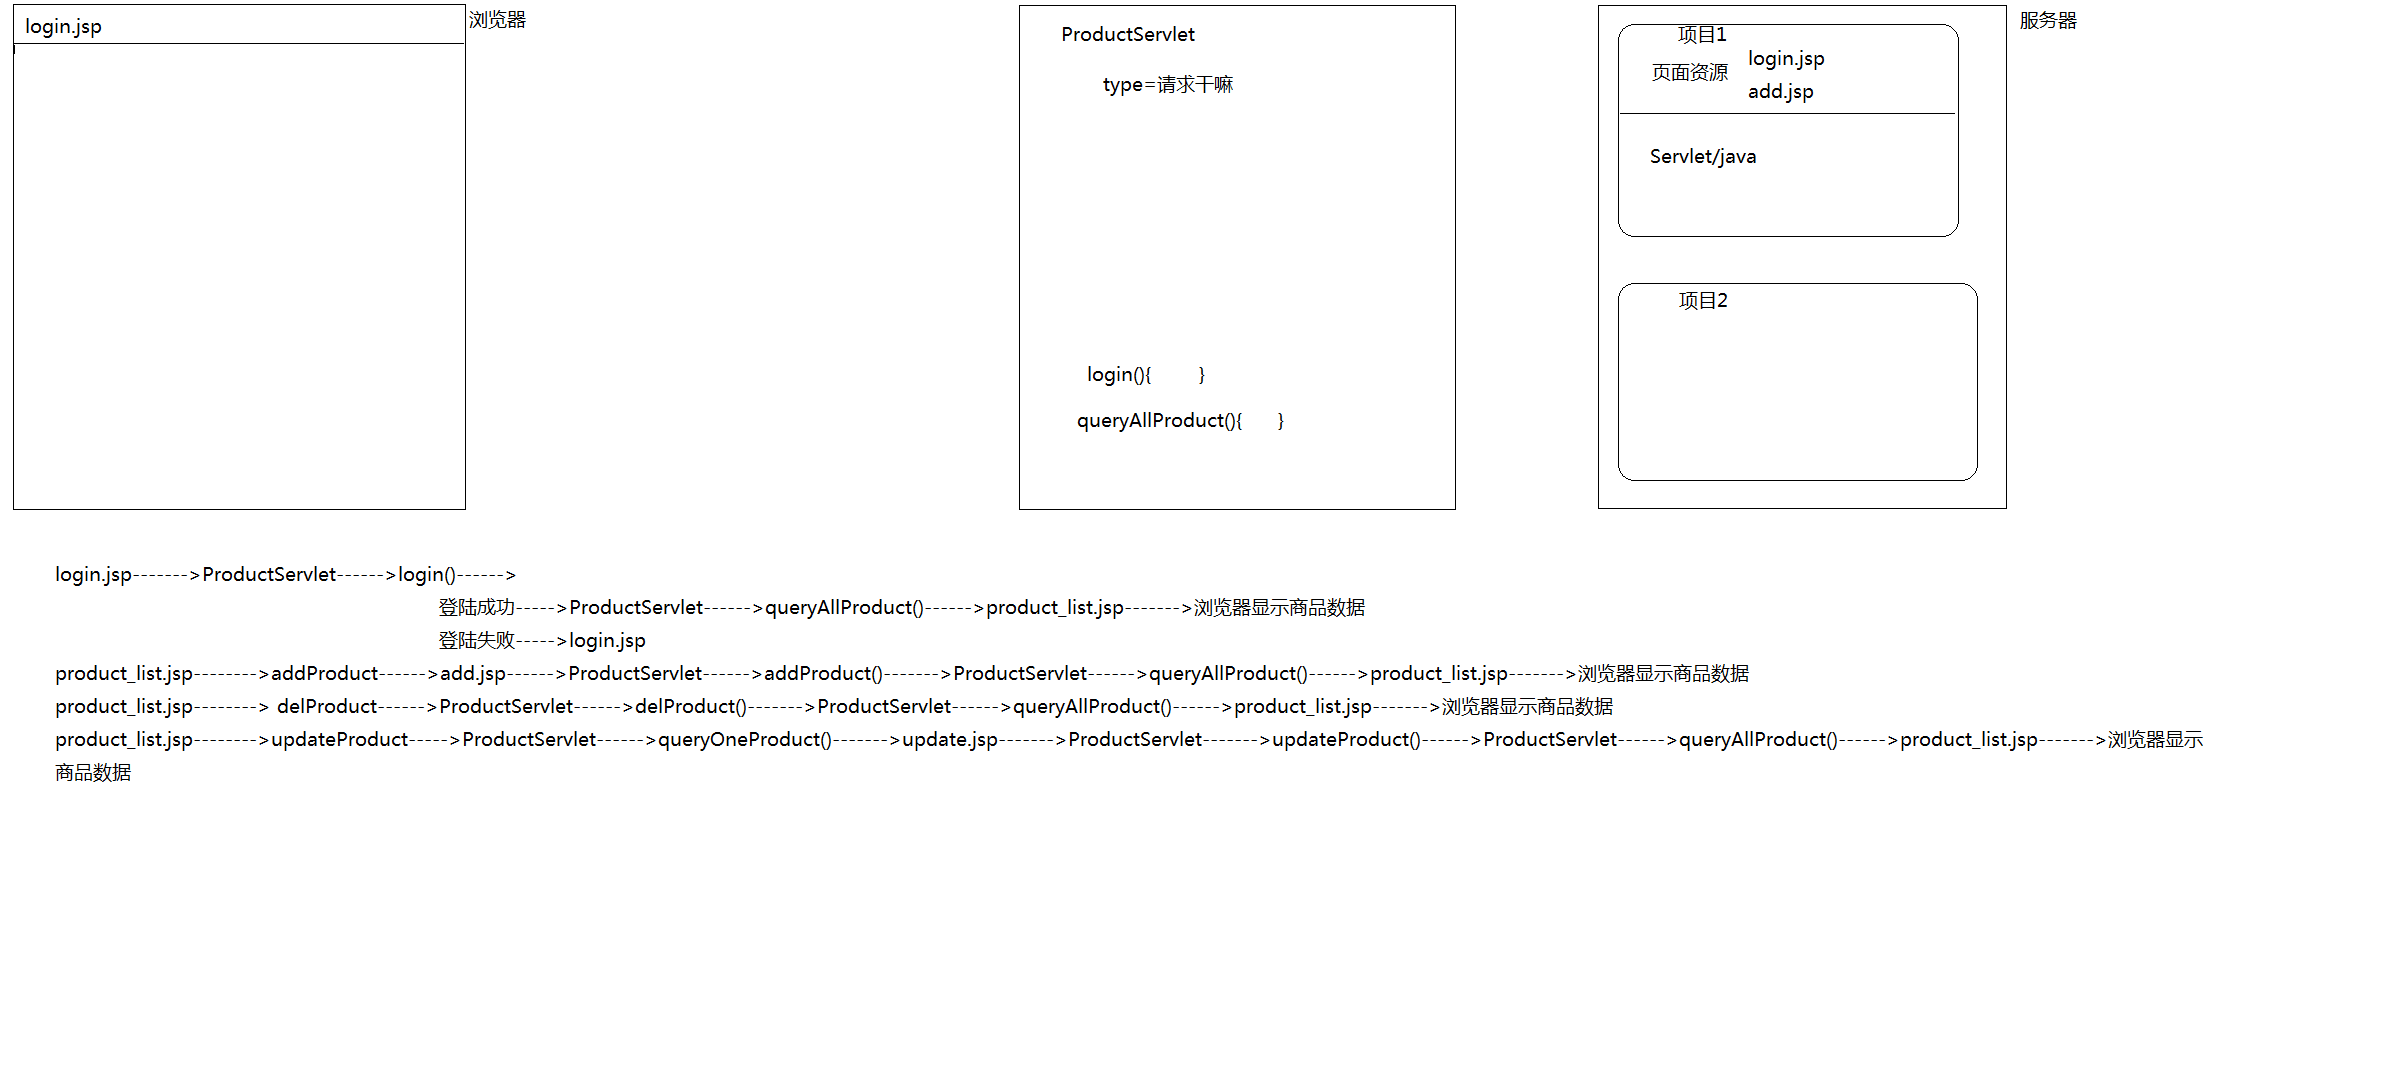 login.jsp
浏览器
ProductServlet
type=请求干嘛
login(){ }
queryAllProduct(){ }
服务器
项目1
页面资源
login.jsp
add.jsp
Servlet/java
项目2
login.jsp------->ProductServlet------>login()------>
登陆成功----->ProductServlet------>queryAllProduct()------>product_list.jsp------->浏览器显示商品数据
登陆失败----->login.jsp
product_list.jsp-------->addProduct------>add.jsp------>ProductServlet------>addProduct()------->ProductServlet------>queryAllProduct()------>product_list.jsp------->浏览器显示商品数据
product_list.jsp--------> delProduct------>ProductServlet------>delProduct()------->ProductServlet------>queryAllProduct()------>product_list.jsp------->浏览器显示商品数据
product_list.jsp-------->updateProduct----->ProductServlet------>queryOneProduct()------->update.jsp------->ProductServlet------->updateProduct()------>ProductServlet------>queryAllProduct()------>product_list.jsp------->浏览器显示
商品数据